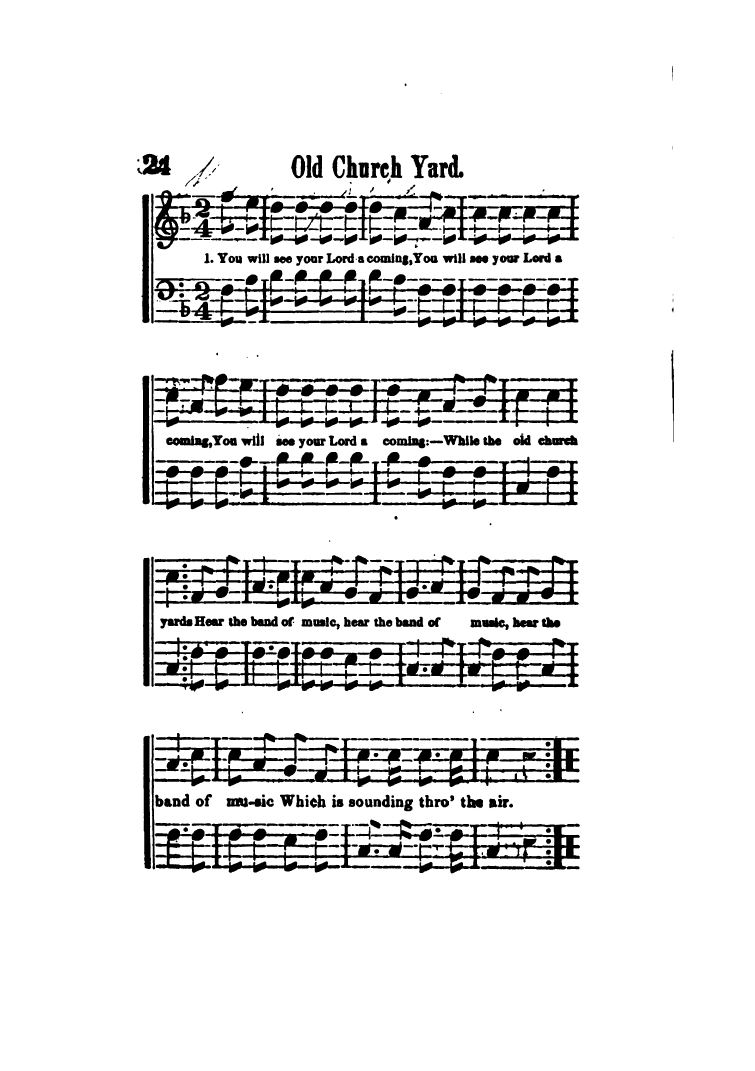 24 Old Church Yard.
1. You will see your Lord a coming, You will see your Lord a
coming, You will see your Lord a coming:—While the old church
yards Hear the band of music, hear the band of music, hear the
band of mu-sic Which is sounding thro' the air.